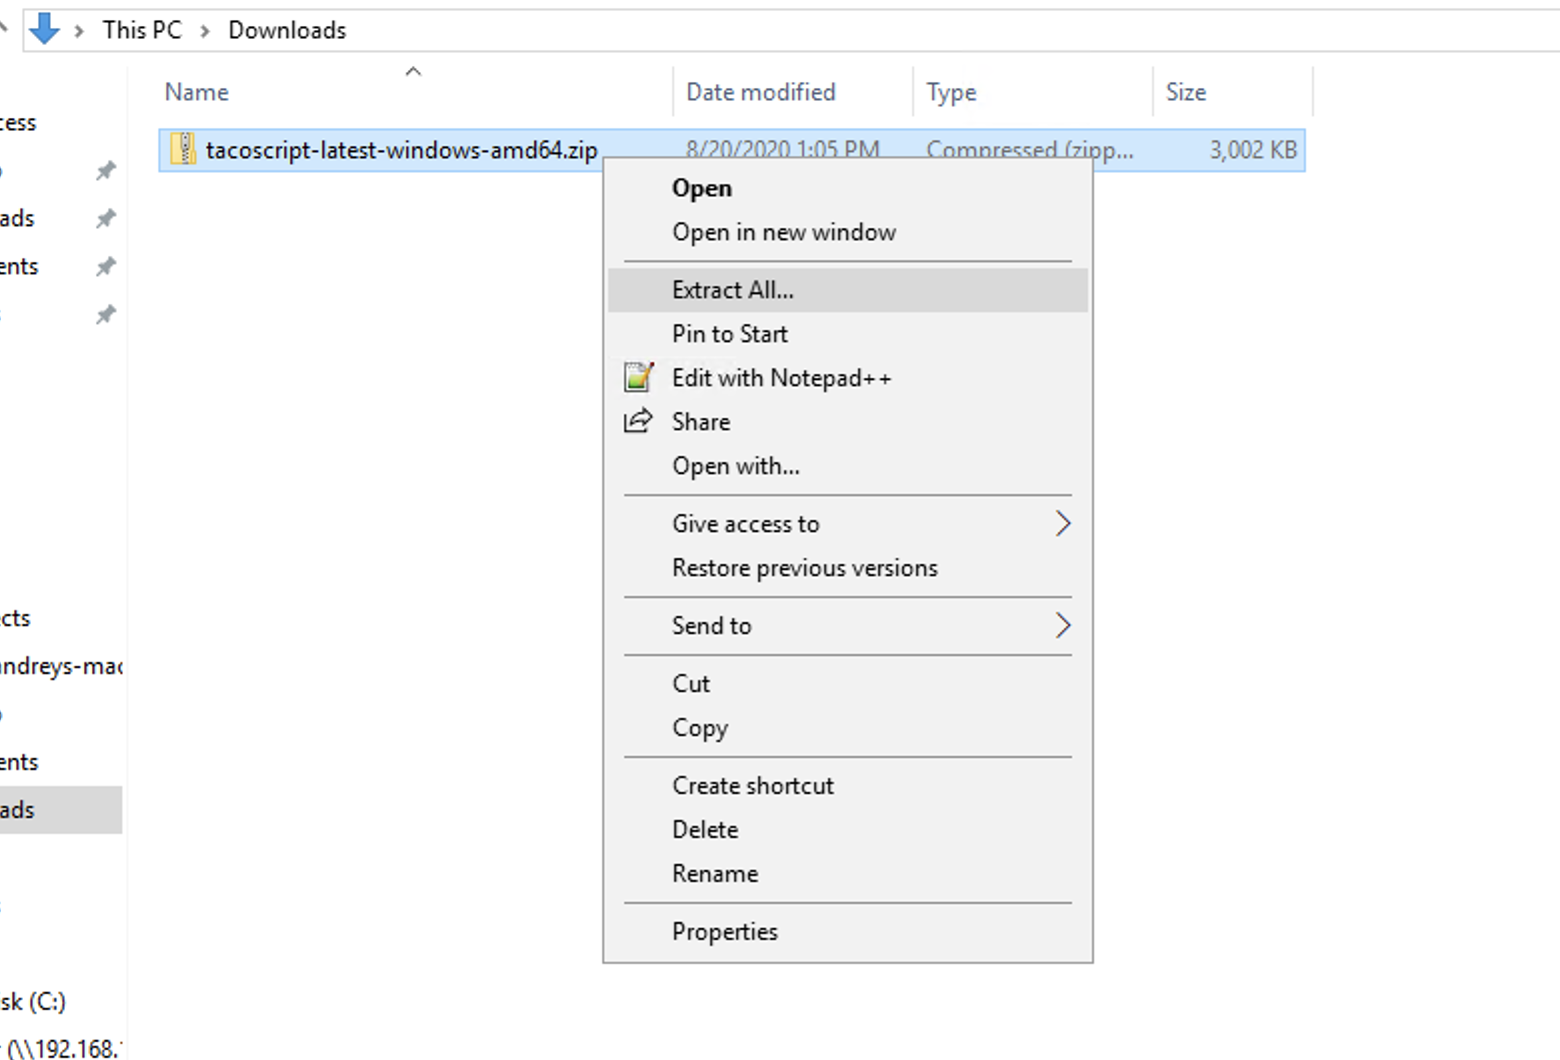 This PC > Downloads
Name Date modified Type Size
tacoscript-latest-windows-amd64.zip 8/20/2020 1:05 PM Compressed (zipp... 3,002 KB
cess
ads
ents
ects
andreys-mac
ents
ads
isk (C:)
(\\192.168.
Open
Open in new window
Extract All...
Pin to Start
Edit with Notepad++
Share
Open with...
Give access to
Restore previous versions
Send to
Cut
Copy
Create shortcut
Delete
Rename
Properties